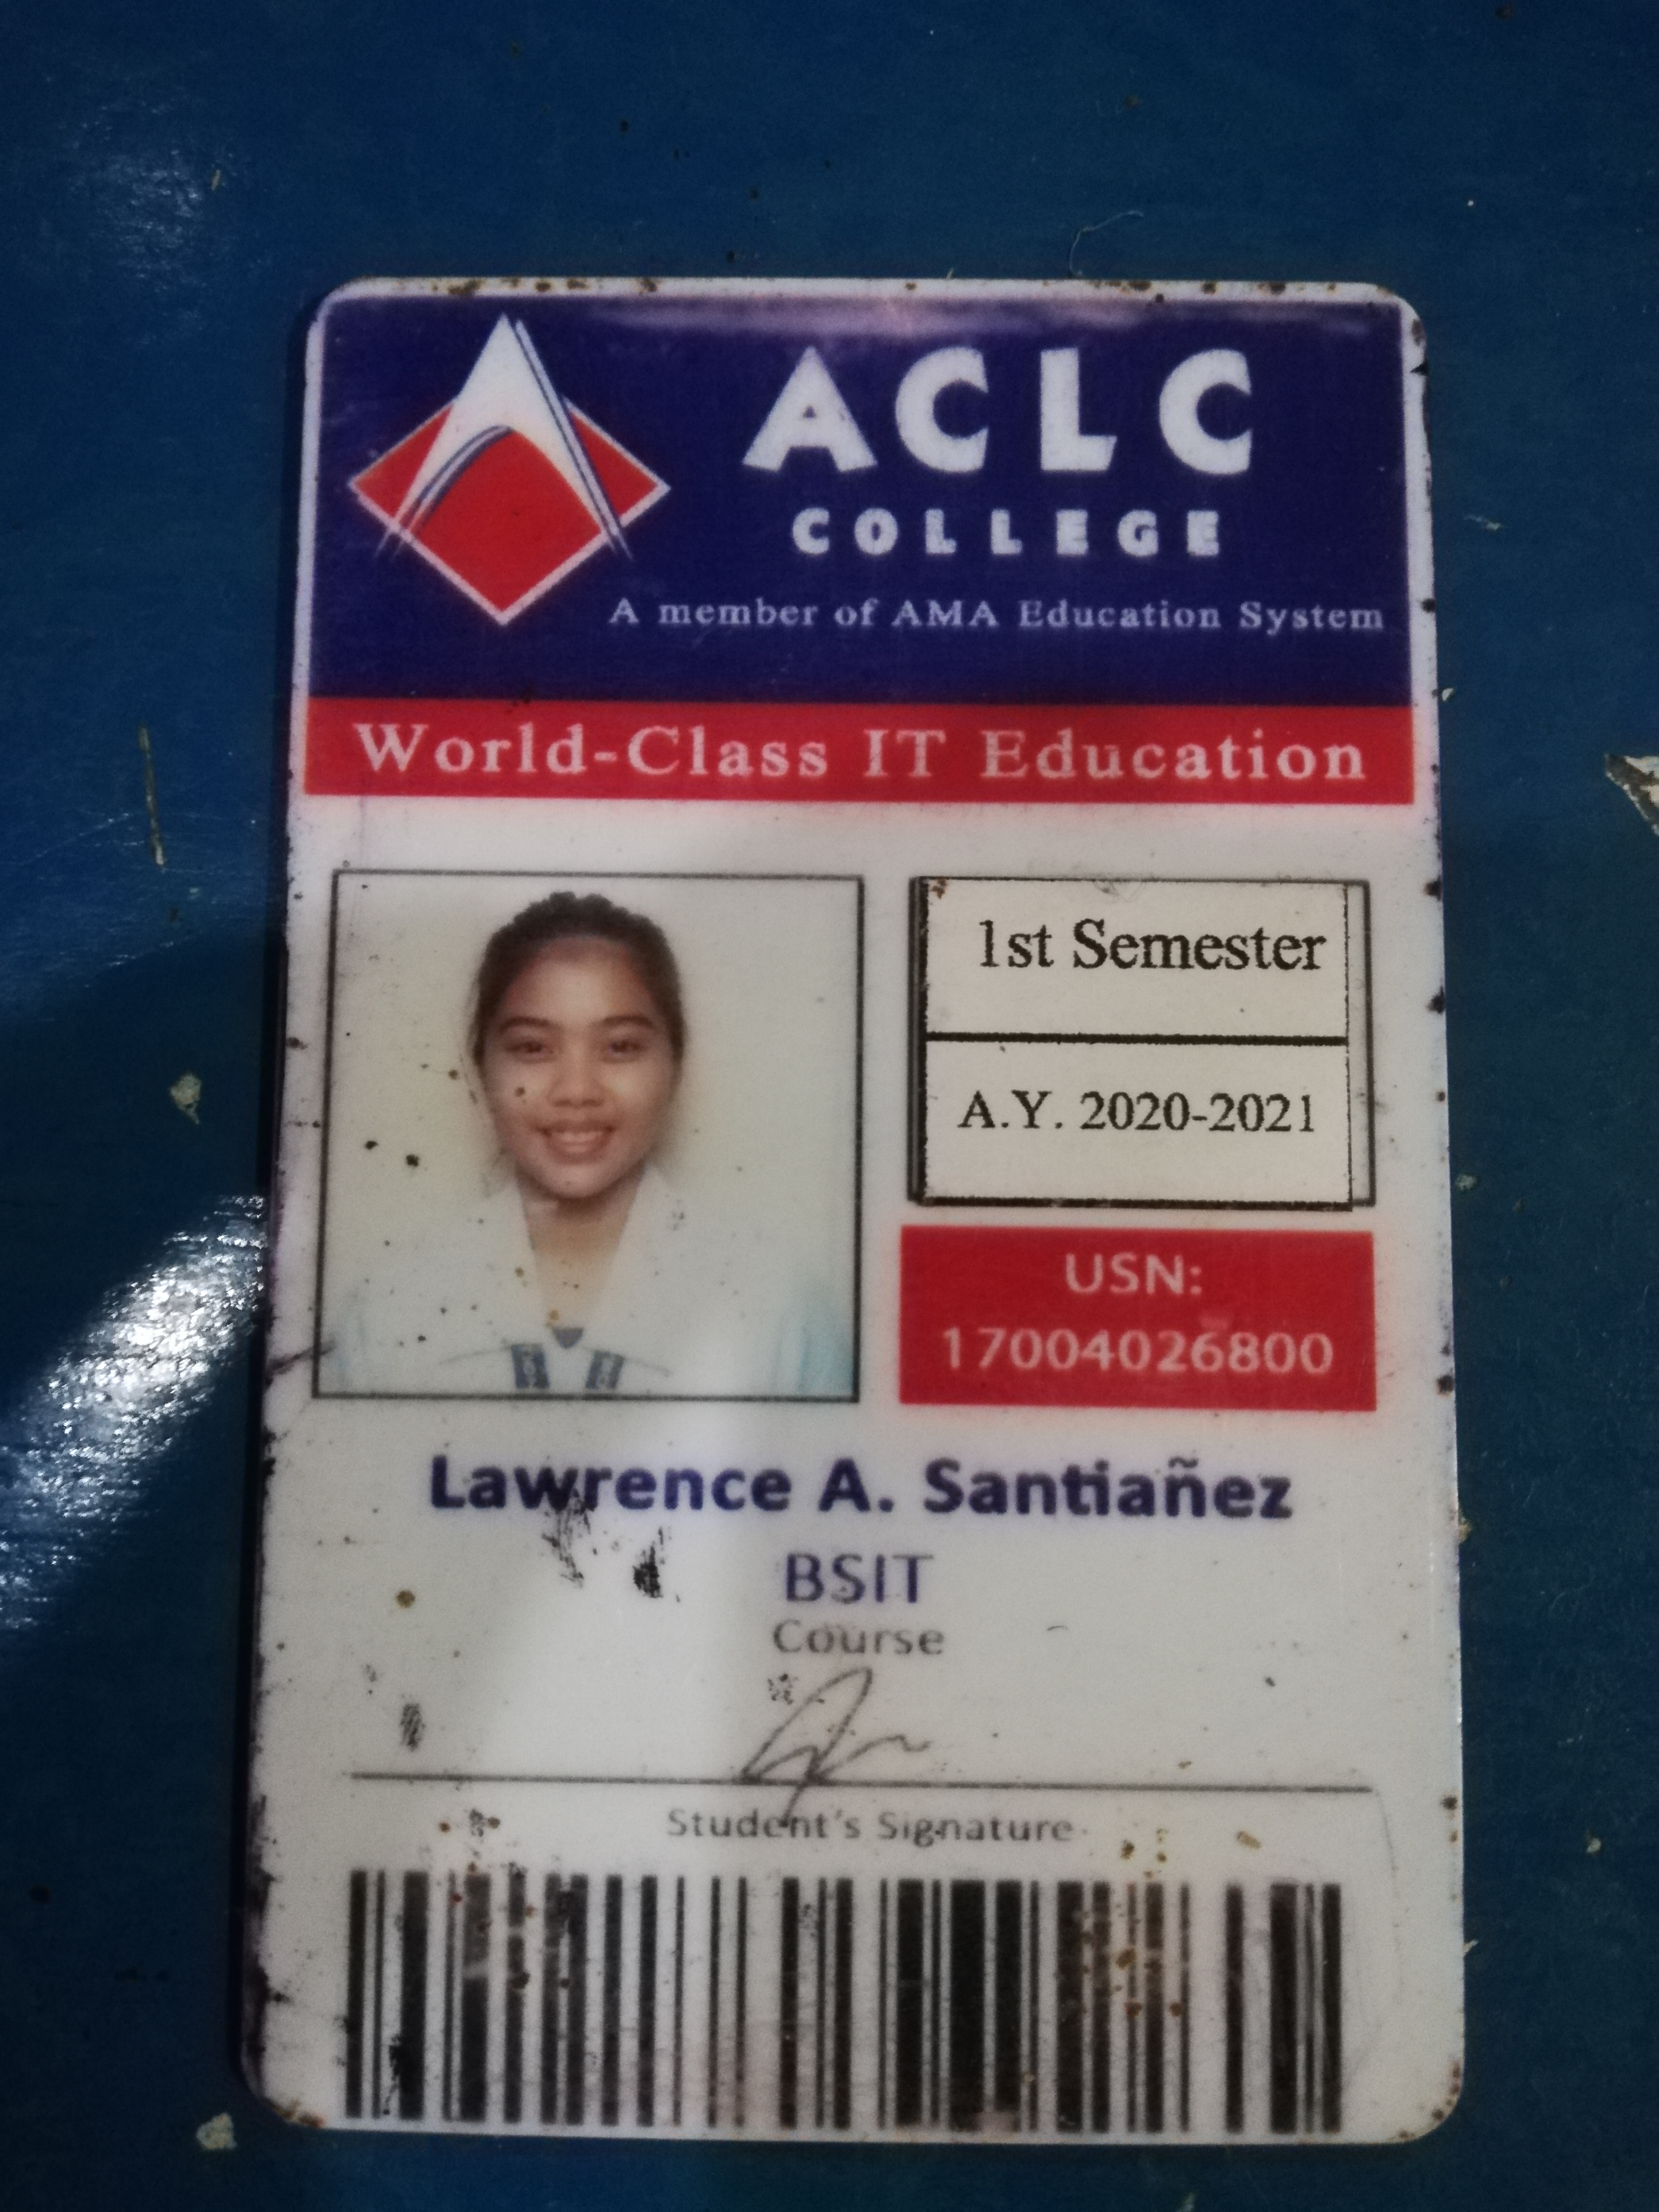 ACLC
COLLEGE
A member of AMA Education System
World-Class IT Education
1st Semester
A.Y. 2020-2021
USN:
17004026800
Lawrence A. Santiañez
BSIT
Course
Student's Signature